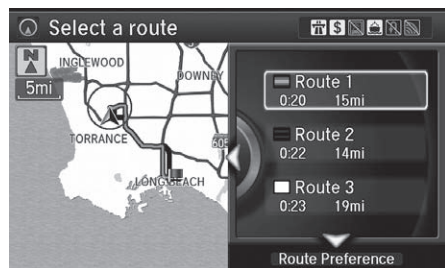 Select a route
$
N
5mi
INGLEWOOD
DOWNEY
TORRANCE
LONG BEACH
605
Route 1
0:20 15mi
Route 2
0:22 14mi
Route 3
0:23 19mi
Route Preference